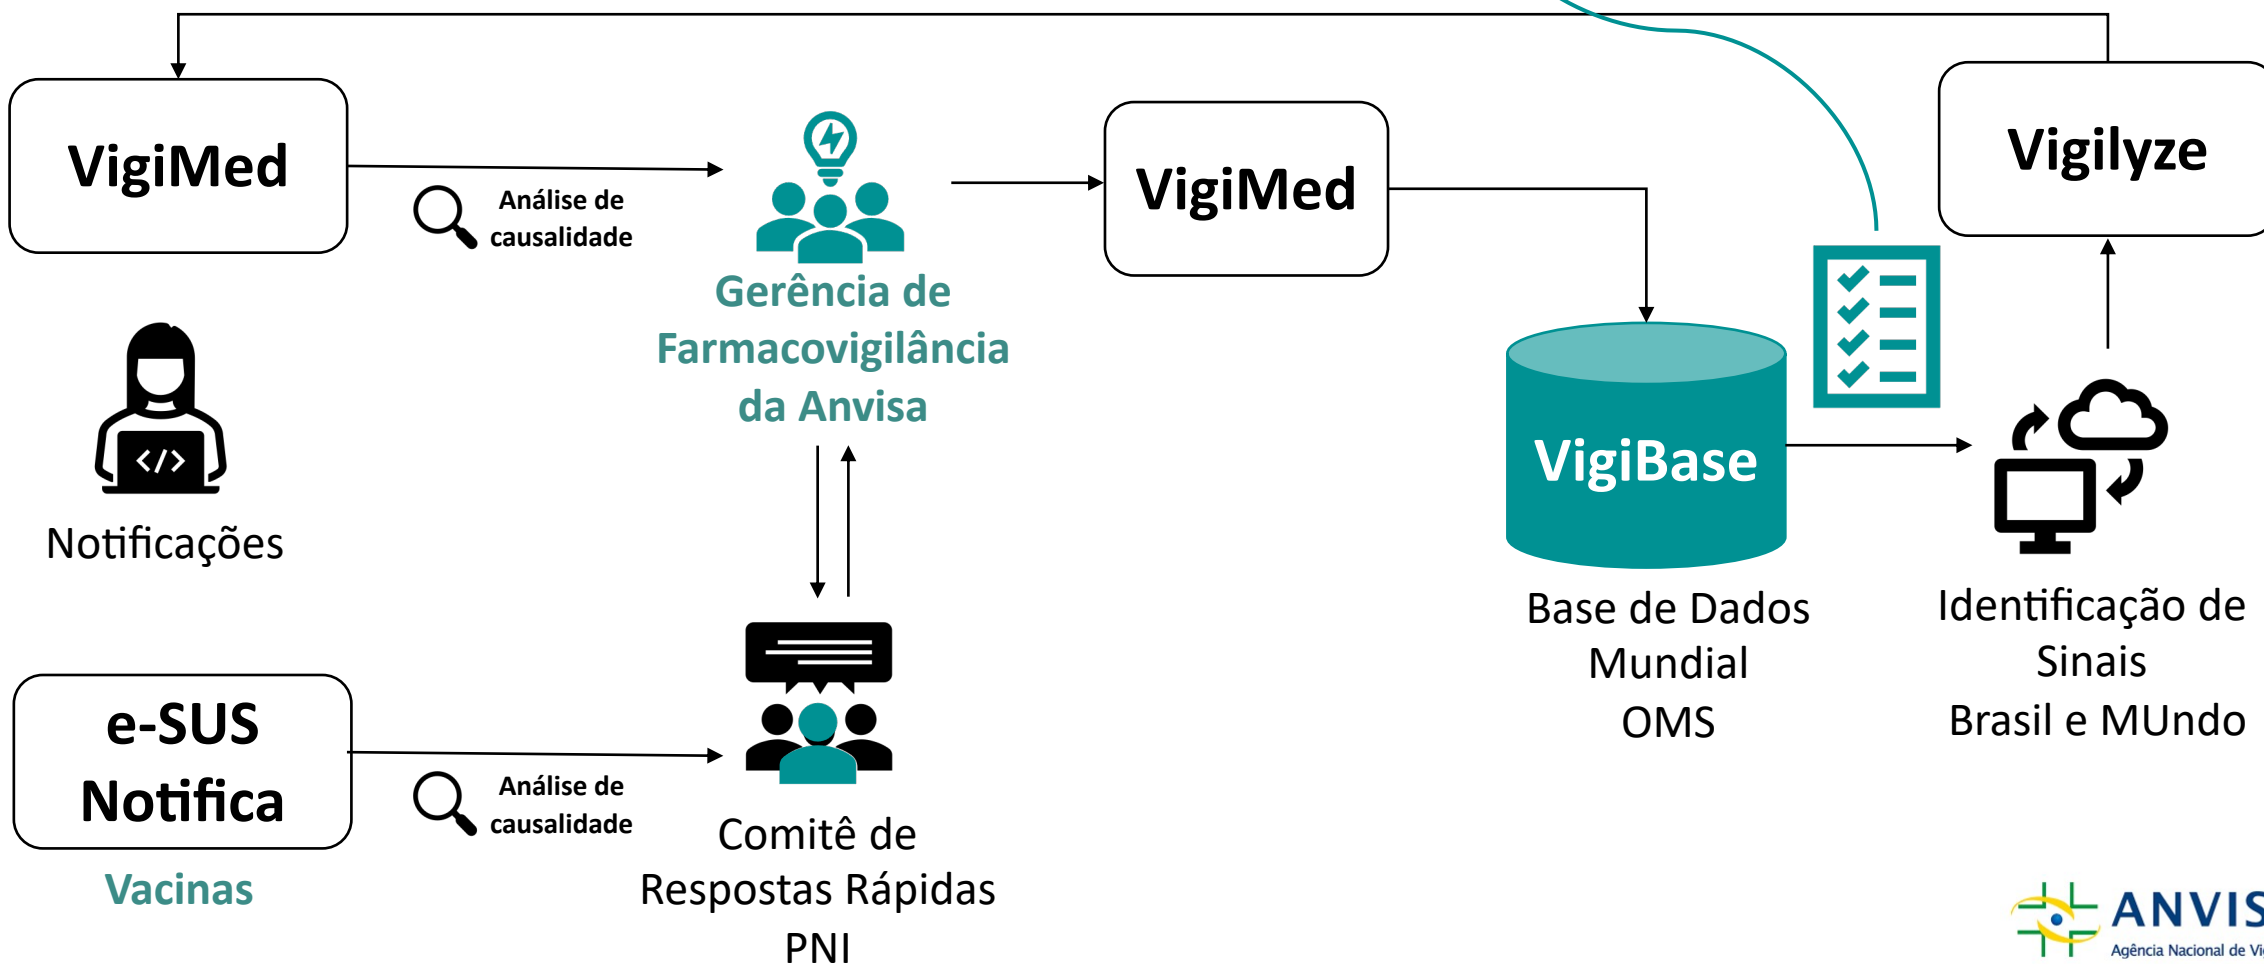 VigiMed
Análise de
causalidade
Gerência de
Farmacovigilância
da Anvisa
VigiMed
Vigilyze
Notificações
VigiBase
Base de Dados
Mundial
OMS
Identificação de
Sinais
Brasil e MUndo
e-SUS
Notifica
Vacinas
Análise de
causalidade
Comitê de
Respostas Rápidas
PNI
ANVIS
Agência Nacional de